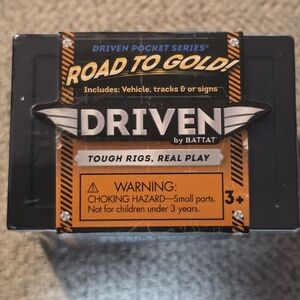 DRIVEN POCKET SERIES®
ROAD TO GOLD!
Includes: Vehicle, tracks & or signs
DRIVEN
by BATTAT
TOUGH RIGS, REAL PLAY
⚠ WARNING:
CHOKING HAZARD—Small parts.
Not for children under 3 years.
3+